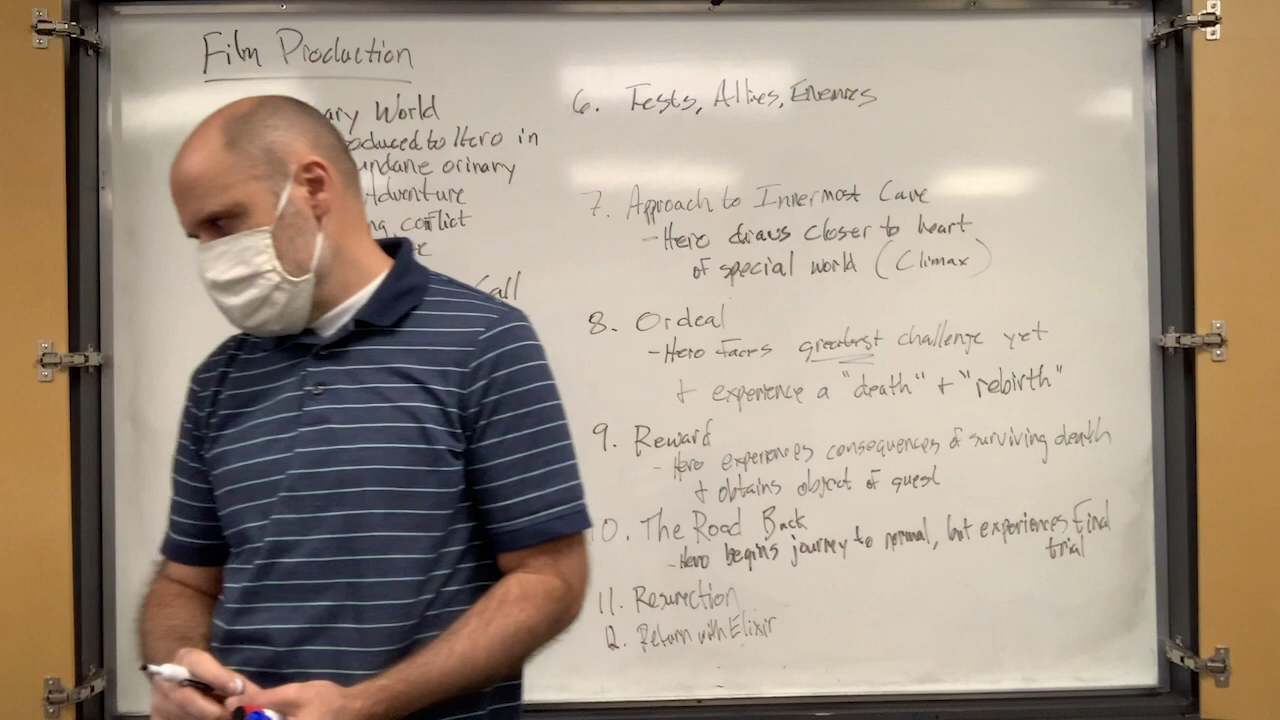 Film Production
ary World
oduced to Hero in
undane orinary
Adventure
ng conflict
Call
6. Tests, Allies, Enemies
7. Approach to Innermost Cave
- Hero draws closer to heart
of special world (Climax)
8. Ordeal
- Hero faces greatest challenge yet
+ experience a "death" + "rebirth"
9. Reward
- Hero experiences consequences of surviving death
+ obtains object of quest
10. The Road Back
- Hero begins journey to normal, but experiences final
trial
11. Resurrection
12. Return with Elixir